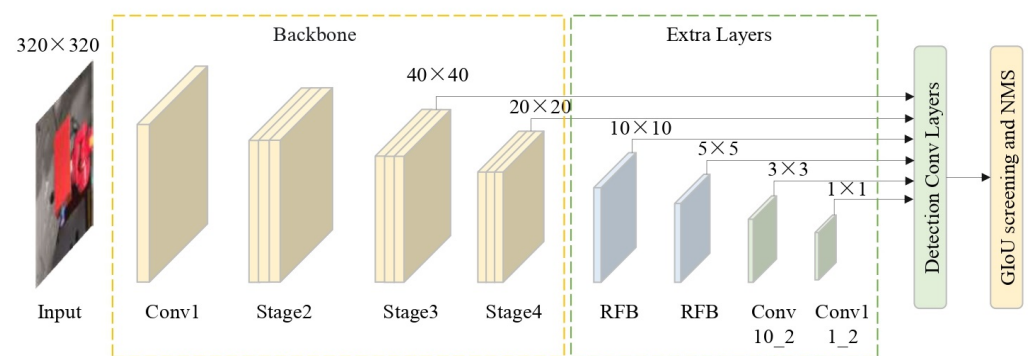 Backbone
Extra Layers
320×320
40×40
20×20
10×10
5×5
3×3
1×1
Detection Conv Layers
GIoU screening and NMS
Input
Conv1
Stage2
Stage3
Stage4
RFB
RFB
Conv
10_2
Conv1
1_2